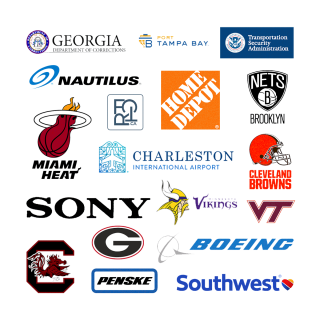 GEORGIA
DEPARTMENT OF CORRECTIONS
PORT
TAMPA BAY
Transportation
Security
Administration
NAUTILUS
HOME
DEPOT
NETS
B
BROOKLYN
MIAMI
HEAT
CHARLESTON
INTERNATIONAL AIRPORT
CLEVELAND
BROWNS
SONY
VIKINGS
VT
C
G
BOEING
PENSKE
Southwest